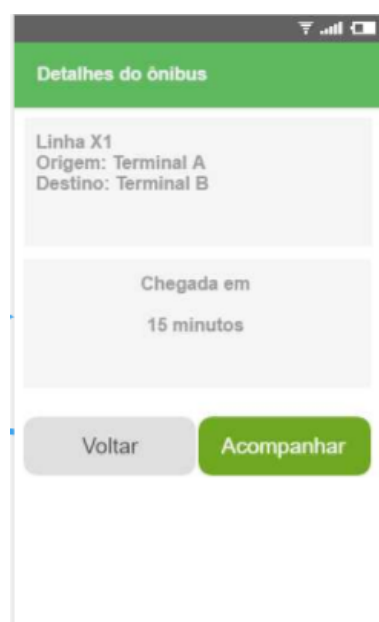 Detalhes do ônibus
Linha X1
Origem: Terminal A
Destino: Terminal B
Chegada em
15 minutos
Voltar
Acompanhar